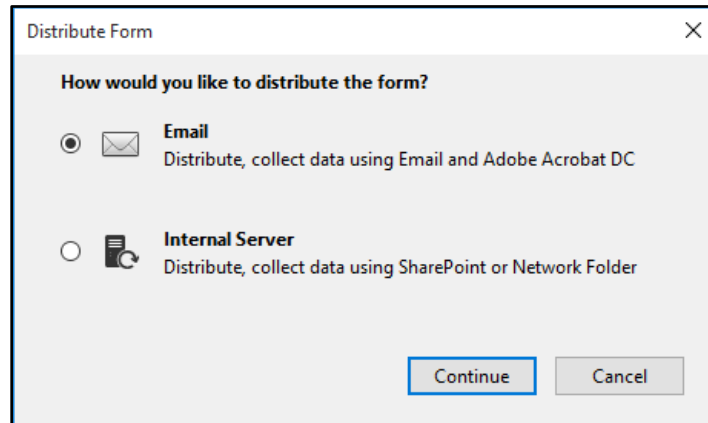 Distribute Form
How would you like to distribute the form?
Email
Distribute, collect data using Email and Adobe Acrobat DC
Internal Server
Distribute, collect data using SharePoint or Network Folder
Continue
Cancel